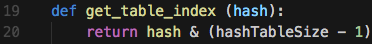 19 def get_table_index (hash):
20     return hash & (hashTableSize - 1)